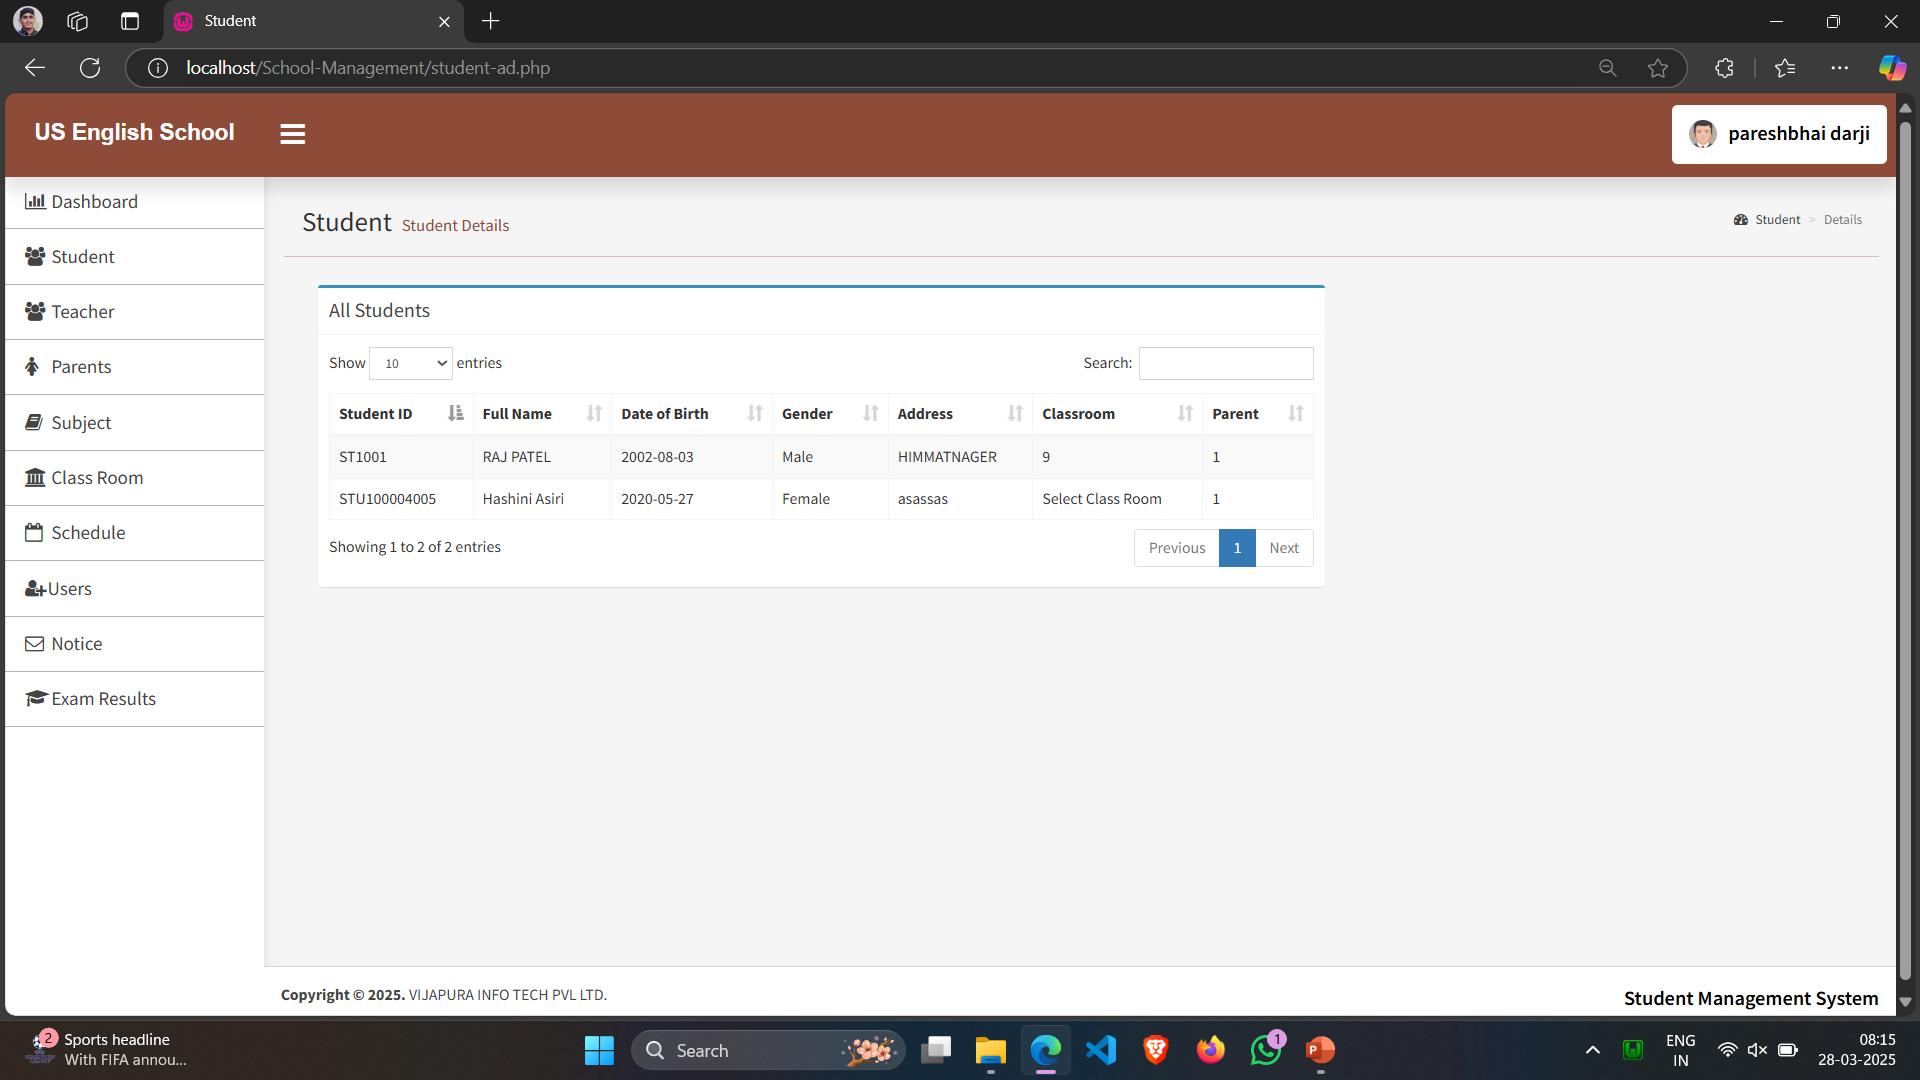 Student
localhost/School-Management/student-ad.php
US English School
pareshbhai darji
Dashboard
Student
Teacher
Parents
Subject
Class Room
Schedule
Users
Notice
Exam Results
Student Student Details
Student > Details
All Students
Show 10 entries
Search:
Student ID Full Name Date of Birth Gender Address Classroom Parent
ST1001 RAJ PATEL 2002-08-03 Male HIMMATNAGER 9 1
STU100004005 Hashini Asiri 2020-05-27 Female asassas Select Class Room 1
Showing 1 to 2 of 2 entries
Previous 1 Next
Copyright © 2025. VIJAPURA INFO TECH PVL LTD.
Student Management System
2
Sports headline
With FIFA annou...
Search
1
ENG
IN
08:15
28-03-2025